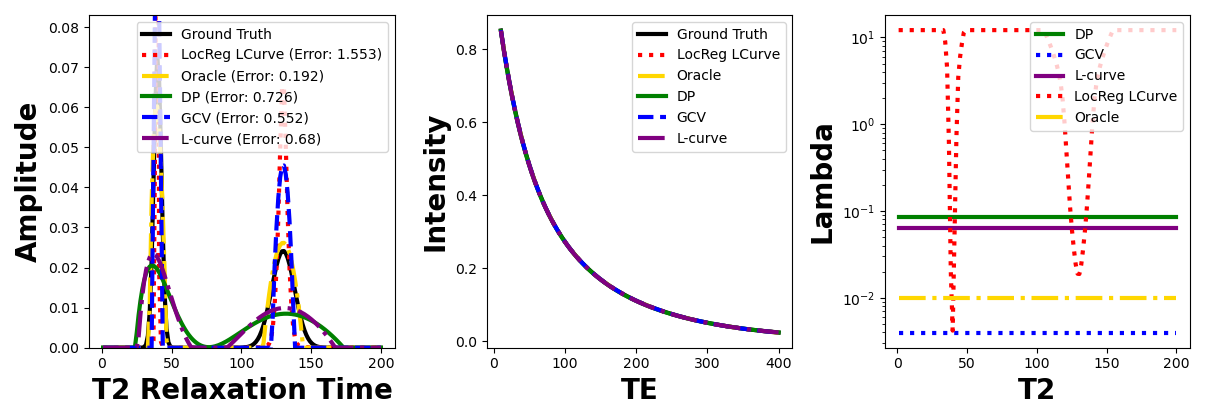 Amplitude
0.08
0.07
0.06
0.05
0.04
0.03
0.02
0.01
0.00
Ground Truth
LocReg LCurve (Error: 1.553)
Oracle (Error: 0.192)
DP (Error: 0.726)
GCV (Error: 0.552)
L-curve (Error: 0.68)
0 50 100 150 200
T2 Relaxation Time
Intensity
0.8
0.6
0.4
0.2
0.0
Ground Truth
LocReg LCurve
Oracle
DP
GCV
L-curve
0 100 200 300 400
TE
Lambda
10¹
10⁰
10⁻¹
10⁻²
DP
GCV
L-curve
LocReg LCurve
Oracle
0 50 100 150 200
T2